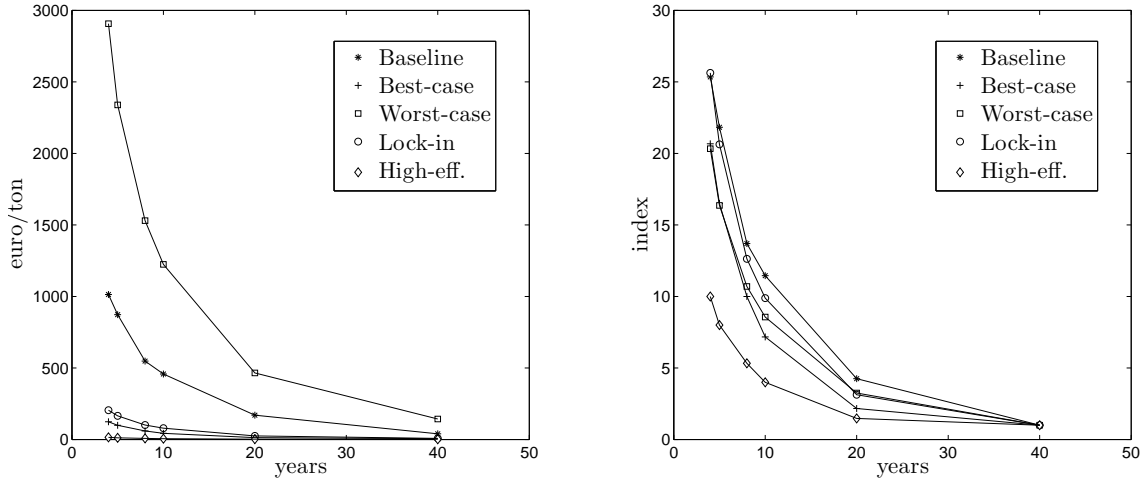 3000
2500
2000
1500
1000
500
0
0 10 20 30 40 50
euro/ton
years
Baseline
Best-case
Worst-case
Lock-in
High-eff.
30
25
20
15
10
5
0
0 10 20 30 40 50
index
years
Baseline
Best-case
Worst-case
Lock-in
High-eff.